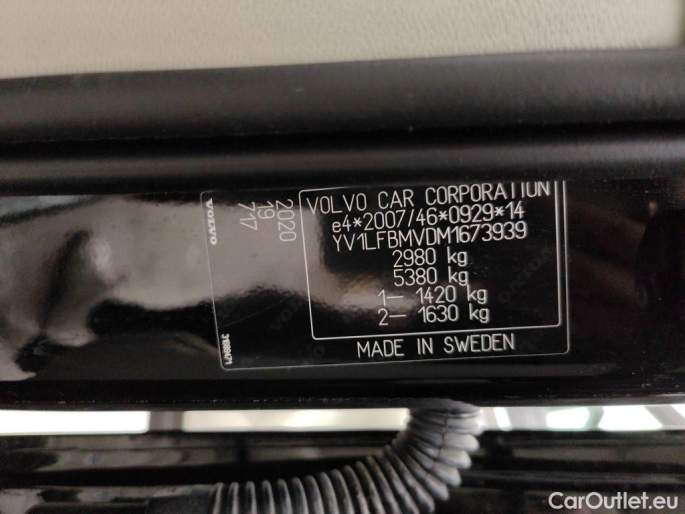 VOLVO CAR CORPORATION
e4*2007/46*0929*14
YV1LFBMVDM1673939
2980 kg
5380 kg
1– 1420 kg
2– 1630 kg
MADE IN SWEDEN
2020
19
717
VOLVO
CarOutlet.eu